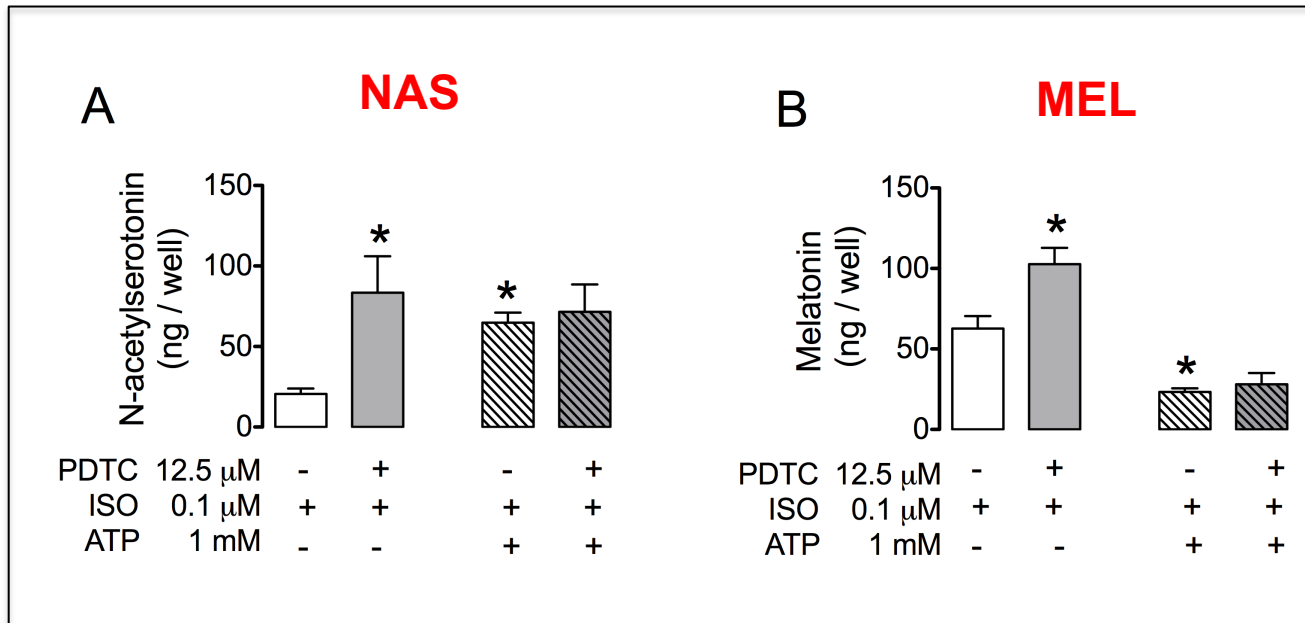 A
NAS
N-acetylserotonin
(ng / well)
150
100
50
0
*
*
PDTC 12.5 μM - + - +
ISO 0.1 μM + + + +
ATP 1 mM - - + +
B
MEL
Melatonin
(ng / well)
150
100
50
0
*
*
PDTC 12.5 μM - + - +
ISO 0.1 μM + + + +
ATP 1 mM - - + +